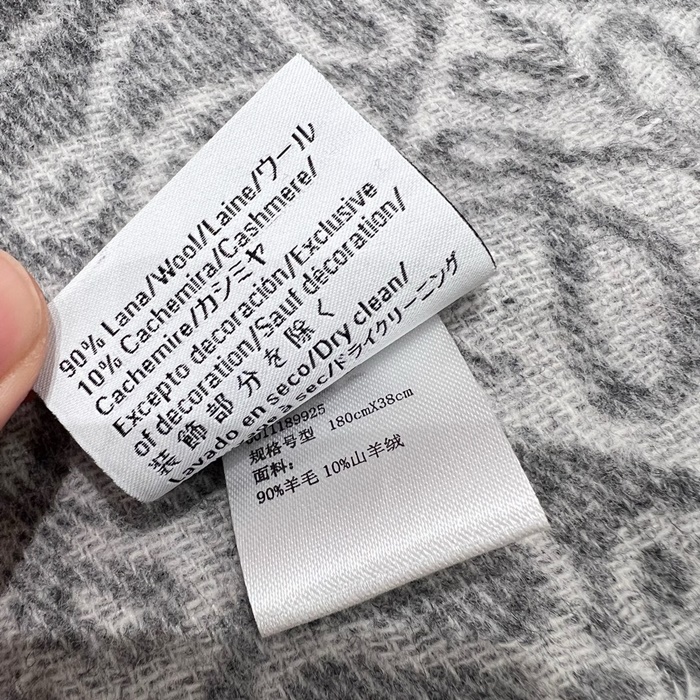 90% Lana/Wool/Laine/ウール
10% Cachemira/Cashmere/
Cachemire/カシミヤ
Excepto decoración/Exclusive
of decoration/Sauf dècoration/
装飾部分を除く
Lavado en seco/Dry clean/
a sec/ドライクリーニング
1189925
规格号型 180cmX38cm
面料:
90%羊毛 10%山羊绒